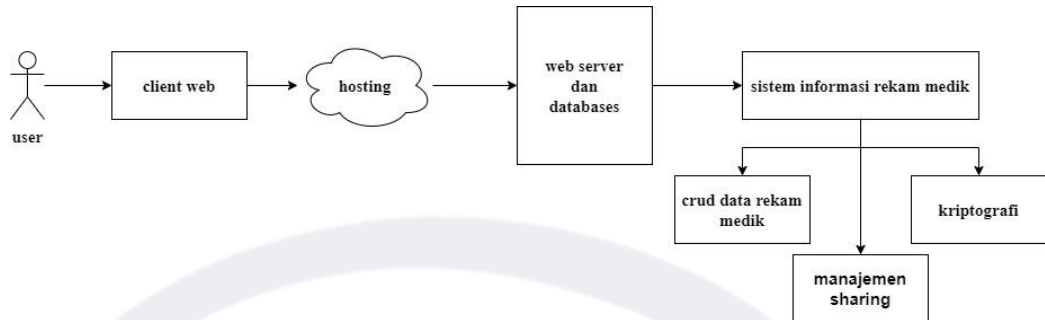 user
client web
hosting
web server
dan
databases
sistem informasi rekam medik
crud data rekam
medik
kriptografi
manajemen
sharing